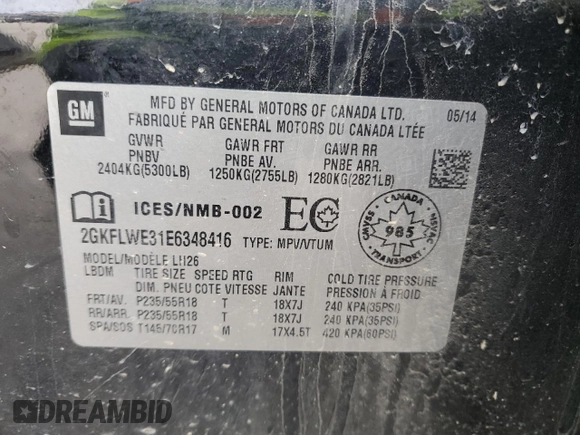 GM
MFD BY GENERAL MOTORS OF CANADA LTD. 05/14
FABRIQUÉ PAR GENERAL MOTORS DU CANADA LTÉE
GVWR GAWR FRT GAWR RR
PNBV PNBE AV. PNBE ARR.
2404KG(5300LB) 1250KG(2755LB) 1280KG(2821LB)
i ICES/NMB-002 EC CANADA CMVSS NSVAC 985 TRANSPORT
2GKFLWE31E6348416 TYPE: MPV/VTUM
MODEL/MODÈLE LH26
LBDM TIRE SIZE SPEED RTG RIM COLD TIRE PRESSURE
DIM. PNEU COTE VITESSE JANTE PRESSION À FROID
FRT/AV. P235/55R18 T 18X7J 240 KPA(35PSI)
RR/ARR. P235/55R18 T 18X7J 240 KPA(35PSI)
SPA/SOS T145/70R17 M 17X4.5T 420 KPA(60PSI)
DREAMBID